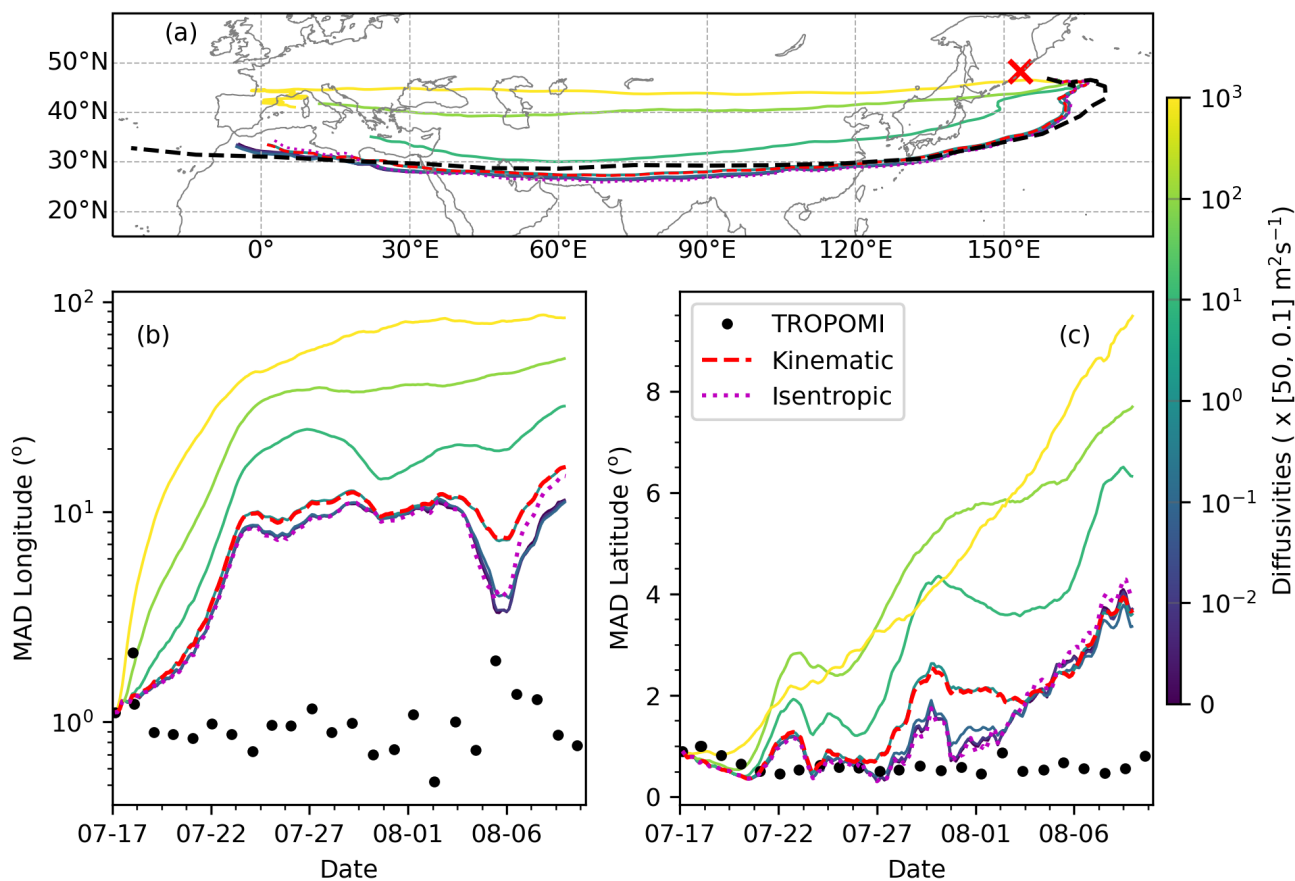 (a)
50°N
40°N
30°N
20°N
0°
30°E
60°E
90°E
120°E
150°E
(b)
10²
10¹
10⁰
MAD Longitude (°)
07-17
07-22
07-27
08-01
08-06
Date
(c)
TROPOMI
Kinematic
Isentropic
8
6
4
2
0
MAD Latitude (°)
07-17
07-22
07-27
08-01
08-06
Date
10³
10²
10¹
10⁰
10⁻¹
10⁻²
0
Diffusivities ( x [50, 0.1] m²s⁻¹)